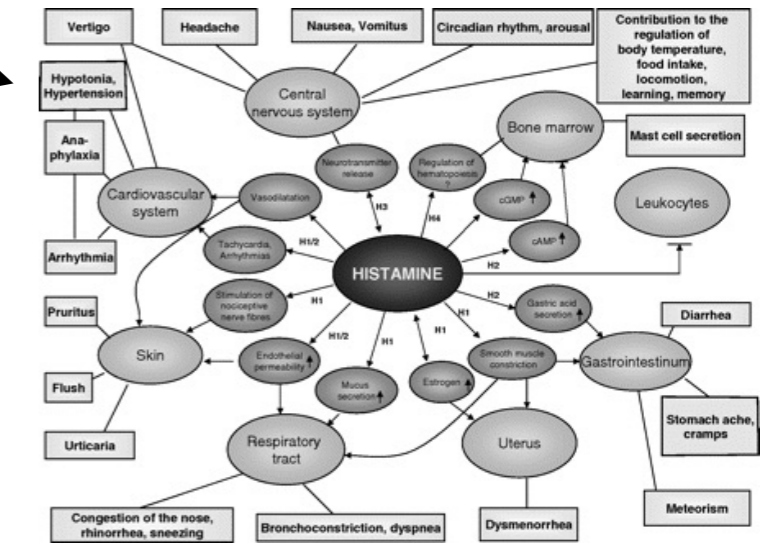 Vertigo
Headache
Nausea, Vomitus
Circadian rhythm, arousal
Contribution to the
regulation of
body temperature,
food intake,
locomotion,
learning, memory
Hypotonia,
Hypertension
Central
nervous system
Bone marrow
Mast cell secretion
Ana-
phylaxia
Neurotransmitter
release
Regulation of
hematopoiesis
?
Cardiovascular
system
Vasodilatation
cGMP
Leukocytes
H3
H4
cAMP
Tachycardia,
Arrhythmias
H1/2
H2
Arrhythmia
HISTAMINE
Stimulation of
nociceptive
nerve fibres
H1
H2
Gastric acid
secretion
Pruritus
Diarrhea
H1/2
H1
H1
H1
Skin
Endothelial
permeability
Smooth muscle
constriction
Gastrointestinum
Flush
Mucus
secretion
Estrogen
Stomach ache,
cramps
Urticaria
Respiratory
tract
Uterus
Meteorism
Congestion of the nose,
rhinorrhea, sneezing
Bronchoconstriction, dyspnea
Dysmenorrhea